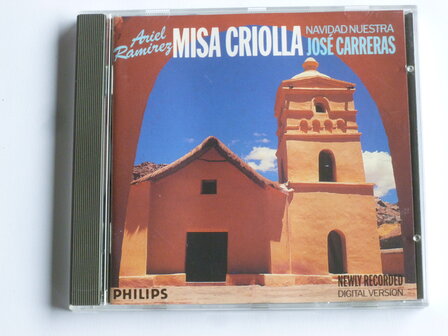 Ariel
Ramirez
MISA CRIOLLA
NAVIDAD NUESTRA
JOSÉ CARRERAS
NEWLY RECORDED
DIGITAL VERSION
PHILIPS